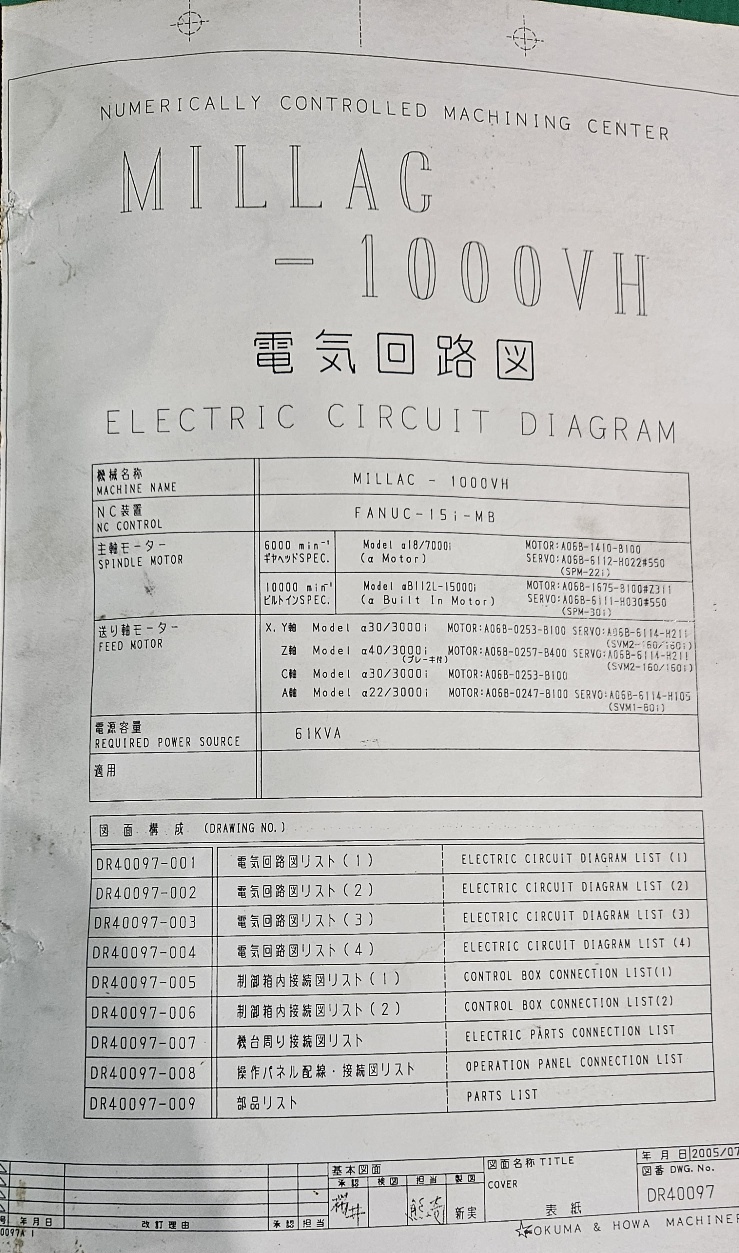 NUMERICALLY CONTROLLED MACHINING CENTER
MILLAC
- 1000VH
電気回路図
ELECTRIC CIRCUIT DIAGRAM
機械名称
MACHINE NAME
MILLAC - 1000VH
NC装置
NC CONTROL
FANUC-15i-MB
主軸モーター
SPINDLE MOTOR
6000 min⁻¹
ギヤヘッドSPEC.
Model α18/7000i
(α Motor)
MOTOR:A06B-1410-B100
SERVO:A06B-6112-H022#550
(SPM-22i)
10000 min⁻¹
ビルトインSPEC.
Model αB112L-15000i
(α Built In Motor)
MOTOR:A06B-1675-B100#Z311
SERVO:A06B-6111-H030#550
(SPM-30i)
送り軸モーター
FEED MOTOR
X, Y軸 Model α30/3000i MOTOR:A06B-0253-B100 SERVO:A06B-6114-H211
(SVM2-160/160i)
Z軸 Model α40/3000i MOTOR:A06B-0257-B400 SERVO:A06B-6114-H211
(ブレーキ付) (SVM2-160/160i)
C軸 Model α30/3000i MOTOR:A06B-0253-B100
A軸 Model α22/3000i MOTOR:A06B-0247-B100 SERVO:A06B-6114-H105
(SVM1-80i)
電源容量
REQUIRED POWER SOURCE
61KVA
適用
図面構成 (DRAWING NO.)
DR40097-001 電気回路図リスト(1) ELECTRIC CIRCUIT DIAGRAM LIST (1)
DR40097-002 電気回路図リスト(2) ELECTRIC CIRCUIT DIAGRAM LIST (2)
DR40097-003 電気回路図リスト(3) ELECTRIC CIRCUIT DIAGRAM LIST (3)
DR40097-004 電気回路図リスト(4) ELECTRIC CIRCUIT DIAGRAM LIST (4)
DR40097-005 制御箱内接続図リスト(1) CONTROL BOX CONNECTION LIST(1)
DR40097-006 制御箱内接続図リスト(2) CONTROL BOX CONNECTION LIST(2)
DR40097-007 機台周り接続図リスト ELECTRIC PARTS CONNECTION LIST
DR40097-008 操作パネル配線・接続図リスト OPERATION PANEL CONNECTION LIST
DR40097-009 部品リスト PARTS LIST
基本図面
承認 検図 担当 製図
新実
図面名称 TITLE
COVER
表紙
年月日 2005/07
図番 DWG. No.
DR40097
号 年月日 改訂理由 承認 担当
OKUMA & HOWA MACHINER